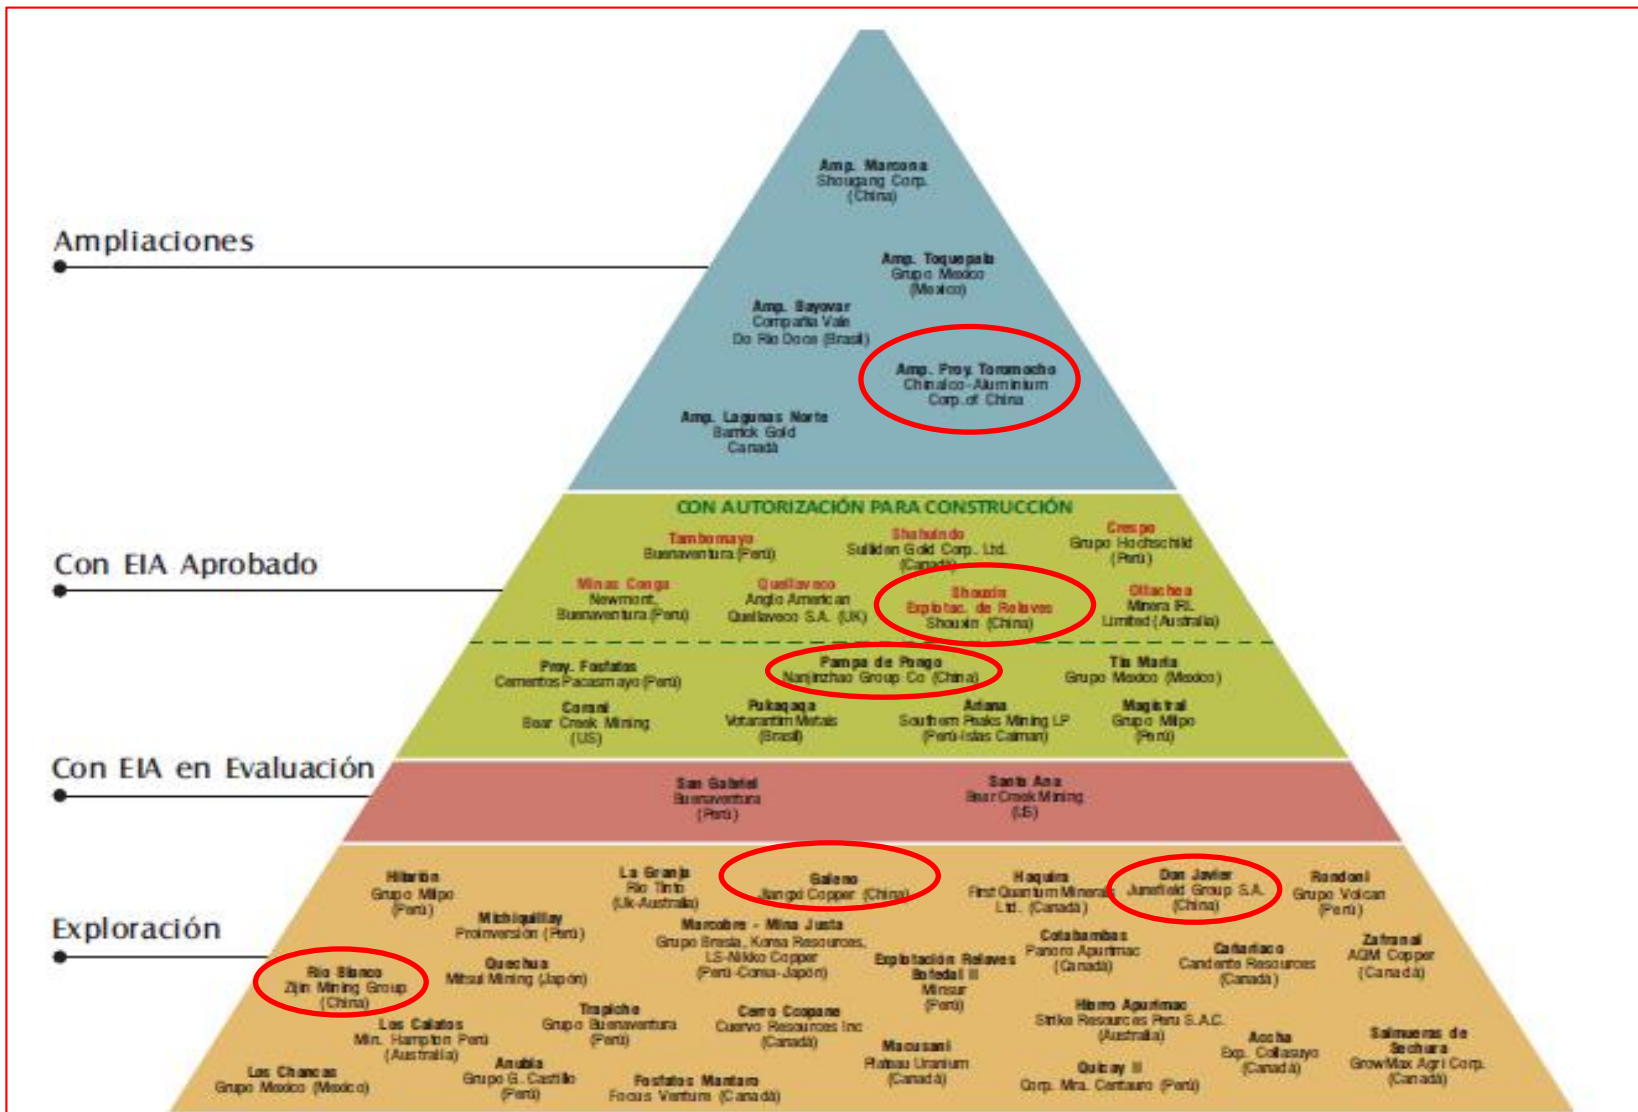 Ampliaciones
Amp. Marcona
Shougang Corp.
(China)
Amp. Toquepala
Grupo Mexico
(Mexico)
Amp. Bayovar
Compañia Vale
Do Rio Doce (Brasil)
Amp. Proy. Toromocho
Chinalco-Aluminium
Corp.of China
Amp. Lagunas Norte
Barrick Gold
Canadá
Con EIA Aprobado
CON AUTORIZACIÓN PARA CONSTRUCCIÓN
Tambomayo
Buenaventura (Perú)
Shahuindo
Sulliden Gold Corp. Ltd.
(Canadá)
Crespo
Grupo Hochschild
(Perú)
Minas Conga
Newmont,
Buenaventura (Perú)
Quellaveco
Anglo American
Quellaveco S.A. (UK)
Shouxin
Explotac. de Relaves
Shouxin (China)
Ollachea
Minera IRL
Limited (Australia)
Proy. Fosfatos
Cementos Pacasmayo (Perú)
Pampa de Pongo
Nanjinzhao Group Co (China)
Tía María
Grupo Mexico (Mexico)
Corani
Bear Creek Mining
(US)
Pukaqaqa
Votorantim Metais
(Brasil)
Ariana
Southern Peaks Mining LP
(Perú-Islas Caiman)
Magistral
Grupo Milpo
(Perú)
Con EIA en Evaluación
San Gabriel
Buenaventura
(Perú)
Santa Ana
Bear Creek Mining
(US)
Exploración
Hilarión
Grupo Milpo
(Perú)
La Granja
Rio Tinto
(Uk-Australia)
Galeno
Jiangxi Copper (China)
Haquira
First Quantum Minerals
Ltd. (Canadá)
Don Javier
Junefield Group S.A.
(China)
Rondoní
Grupo Volcan
(Perú)
Michiquillay
Proinversión (Perú)
Marcobre - Mina Justa
Grupo Brescia, Korea Resources,
LS-Nikko Copper
(Perú-Corea-Japón)
Cotabambas
Panoro Apurimac
(Canadá)
Cañariaco
Candente Resources
(Canadá)
Zafranal
AQM Copper
(Canadá)
Rio Blanco
Zijin Mining Group
(China)
Quechua
Mitsui Mining (Japón)
Explotación Relaves
Bofedal II
Minsur
(Perú)
Los Calatos
Min. Hampton Perú
(Australia)
Trapiche
Grupo Buenaventura
(Perú)
Cerro Ccopane
Cuervo Resources Inc
(Canadá)
Hierro Apurimac
Strike Resources Peru S.A.C.
(Australia)
Los Chancas
Grupo Mexico (Mexico)
Anubia
Grupo G. Castillo
(Perú)
Fosfatos Mantaro
Focus Ventum (Canadá)
Macusani
Plateau Uranium
(Canadá)
Quicay II
Corp. Mra. Centauro (Perú)
Accha
Exp. Collasuyo
(Canadá)
Salmueras de
Sechura
GrowMax Agri Corp.
(Canadá)